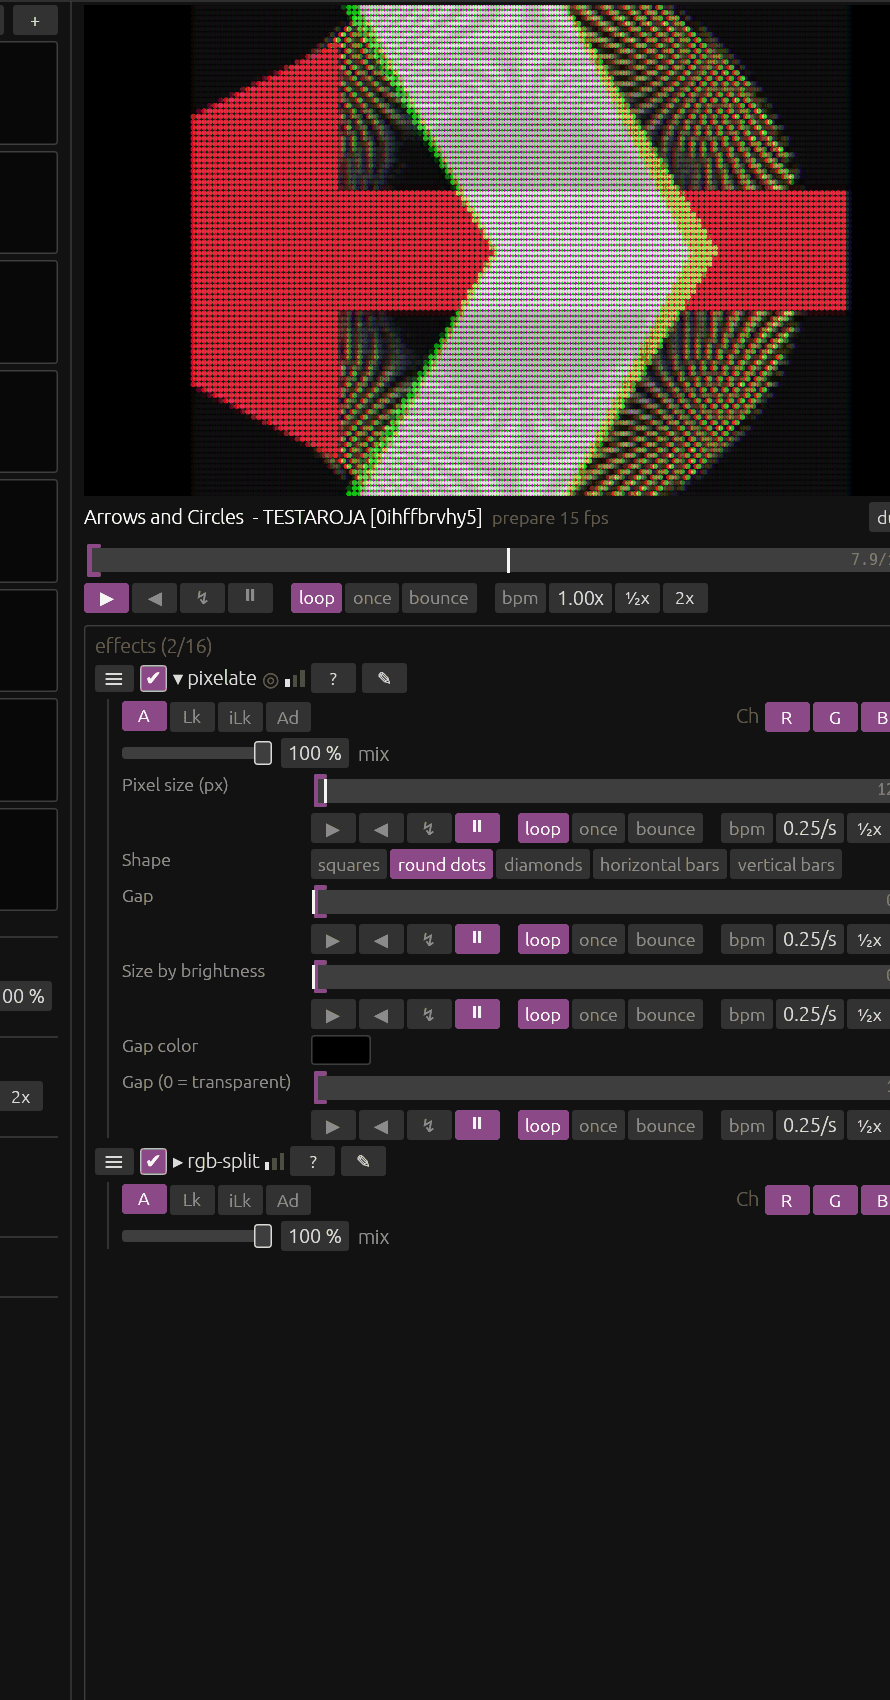 +
Arrows and Circles - TESTAROJA [0ihffbrvhy5] prepare 15 fps
7.9/
loop once bounce bpm 1.00x ½x 2x
effects (2/16)
pixelate ?
A Lk iLk Ad Ch R G B
100 % mix
Pixel size (px) 12
loop once bounce bpm 0.25/s ½x
Shape squares round dots diamonds horizontal bars vertical bars
Gap
loop once bounce bpm 0.25/s ½x
Size by brightness
loop once bounce bpm 0.25/s ½x
00 %
Gap color
Gap (0 = transparent)
2x
loop once bounce bpm 0.25/s ½x
rgb-split ?
A Lk iLk Ad Ch R G B
100 % mix